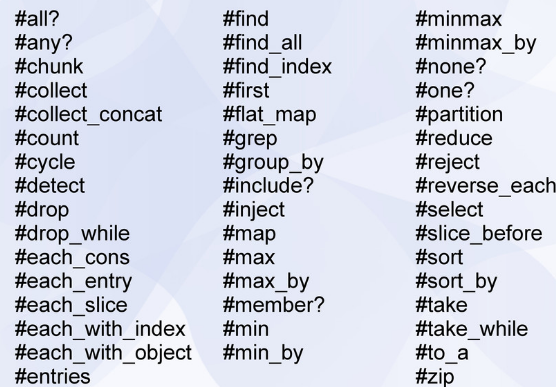 #all?
#any?
#chunk
#collect
#collect_concat
#count
#cycle
#detect
#drop
#drop_while
#each_cons
#each_entry
#each_slice
#each_with_index
#each_with_object
#entries
#find
#find_all
#find_index
#first
#flat_map
#grep
#group_by
#include?
#inject
#map
#max
#max_by
#member?
#min
#min_by
#minmax
#minmax_by
#none?
#one?
#partition
#reduce
#reject
#reverse_each
#select
#slice_before
#sort
#sort_by
#take
#take_while
#to_a
#zip